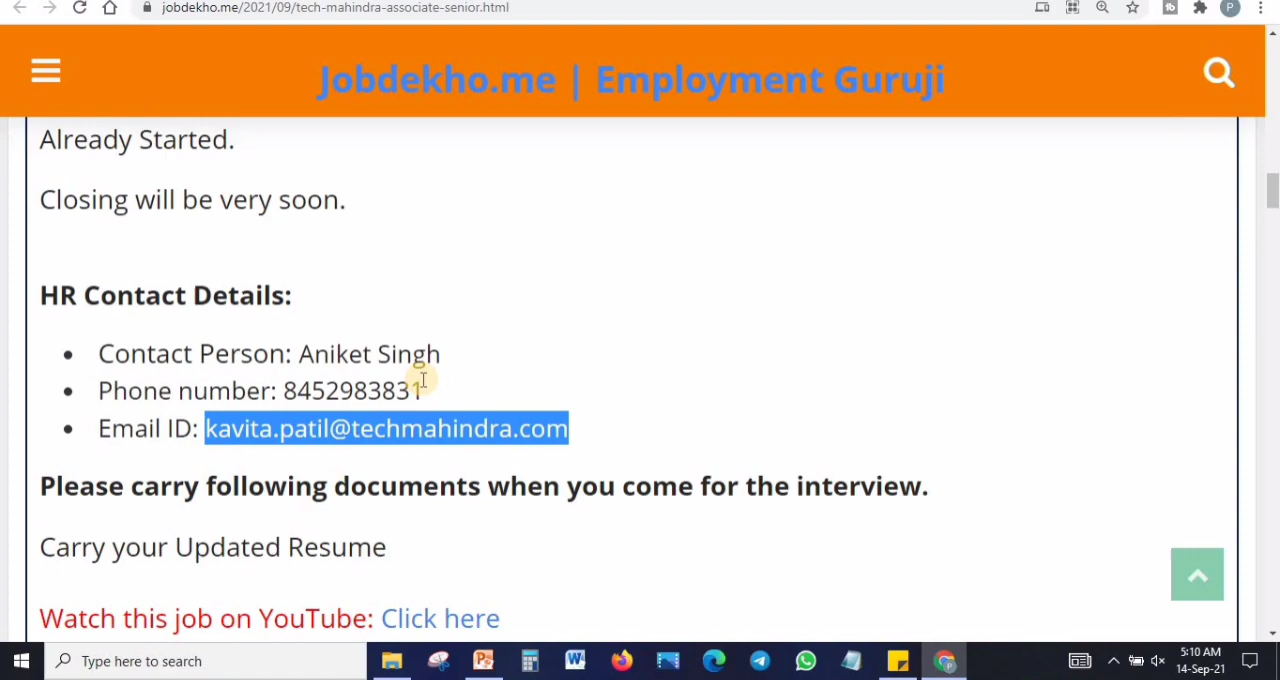 jobdekho.me/2021/09/tech-mahindra-associate-senior.html
Jobdekho.me | Employment Guruji
Already Started.
Closing will be very soon.
HR Contact Details:
• Contact Person: Aniket Singh
• Phone number: 8452983831
• Email ID: kavita.patil@techmahindra.com
Please carry following documents when you come for the interview.
Carry your Updated Resume
Watch this job on YouTube: Click here
Type here to search
5:10 AM
14-Sep-21